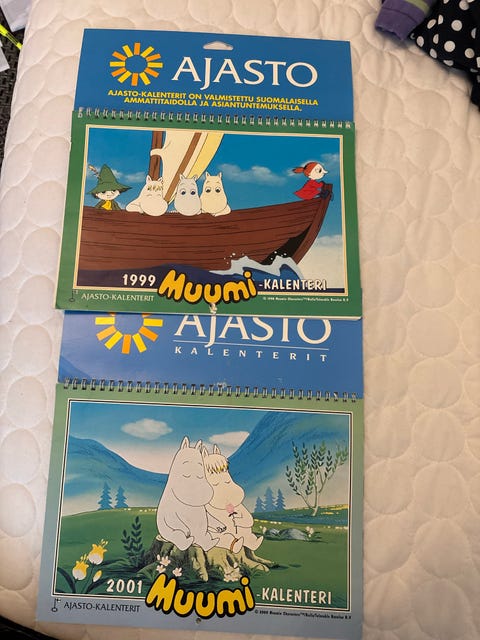 AJASTO
AJASTO-KALENTERIT ON VALMISTETTU SUOMALAISELLA
AMMATTITAIDOLLA JA ASIANTUNTEMUKSELLA.
1999 Muumi-KALENTERI
AJASTO-KALENTERIT
AJASTO
KALENTERIT
2001 Muumi-KALENTERI
AJASTO-KALENTERIT